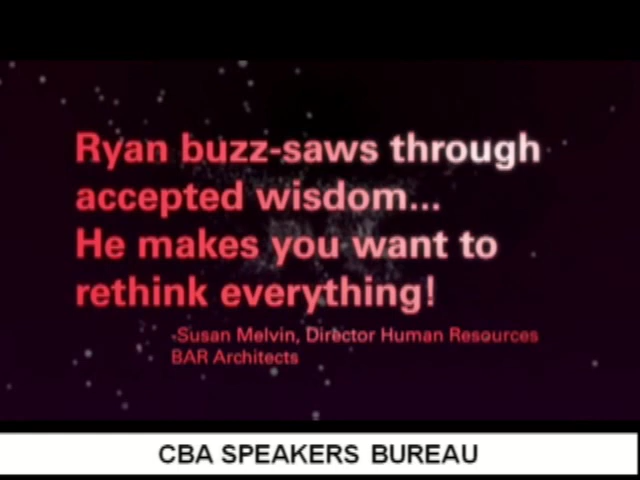 Ryan buzz-saws through
accepted wisdom...
He makes you want to
rethink everything!
-Susan Melvin, Director Human Resources
BAR Architects
CBA SPEAKERS BUREAU